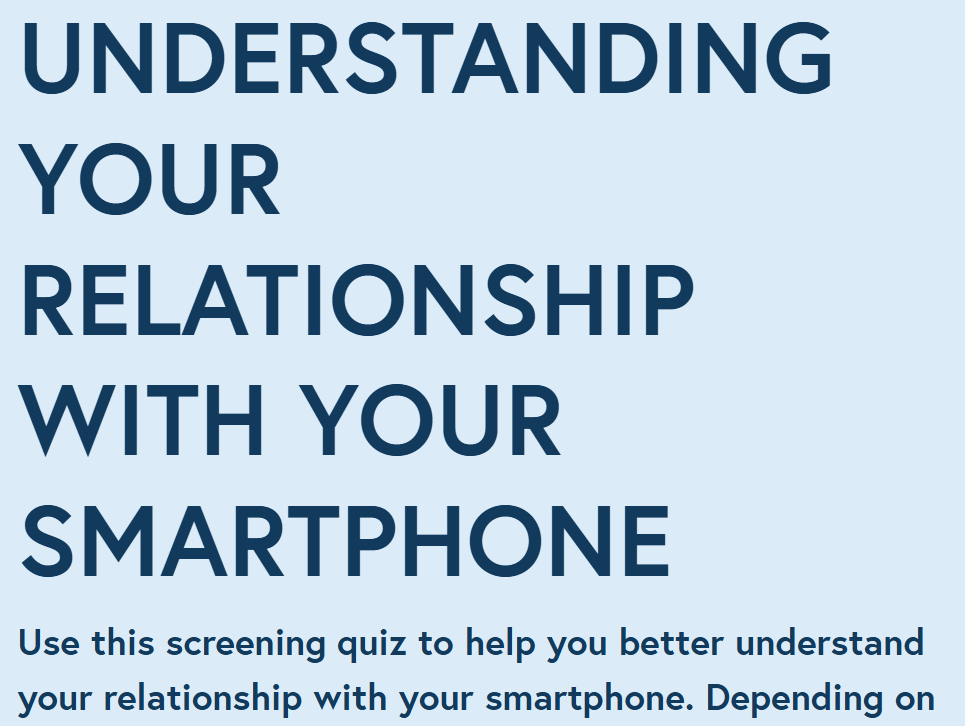 UNDERSTANDING
YOUR
RELATIONSHIP
WITH YOUR
SMARTPHONE
Use this screening quiz to help you better understand
your relationship with your smartphone. Depending on